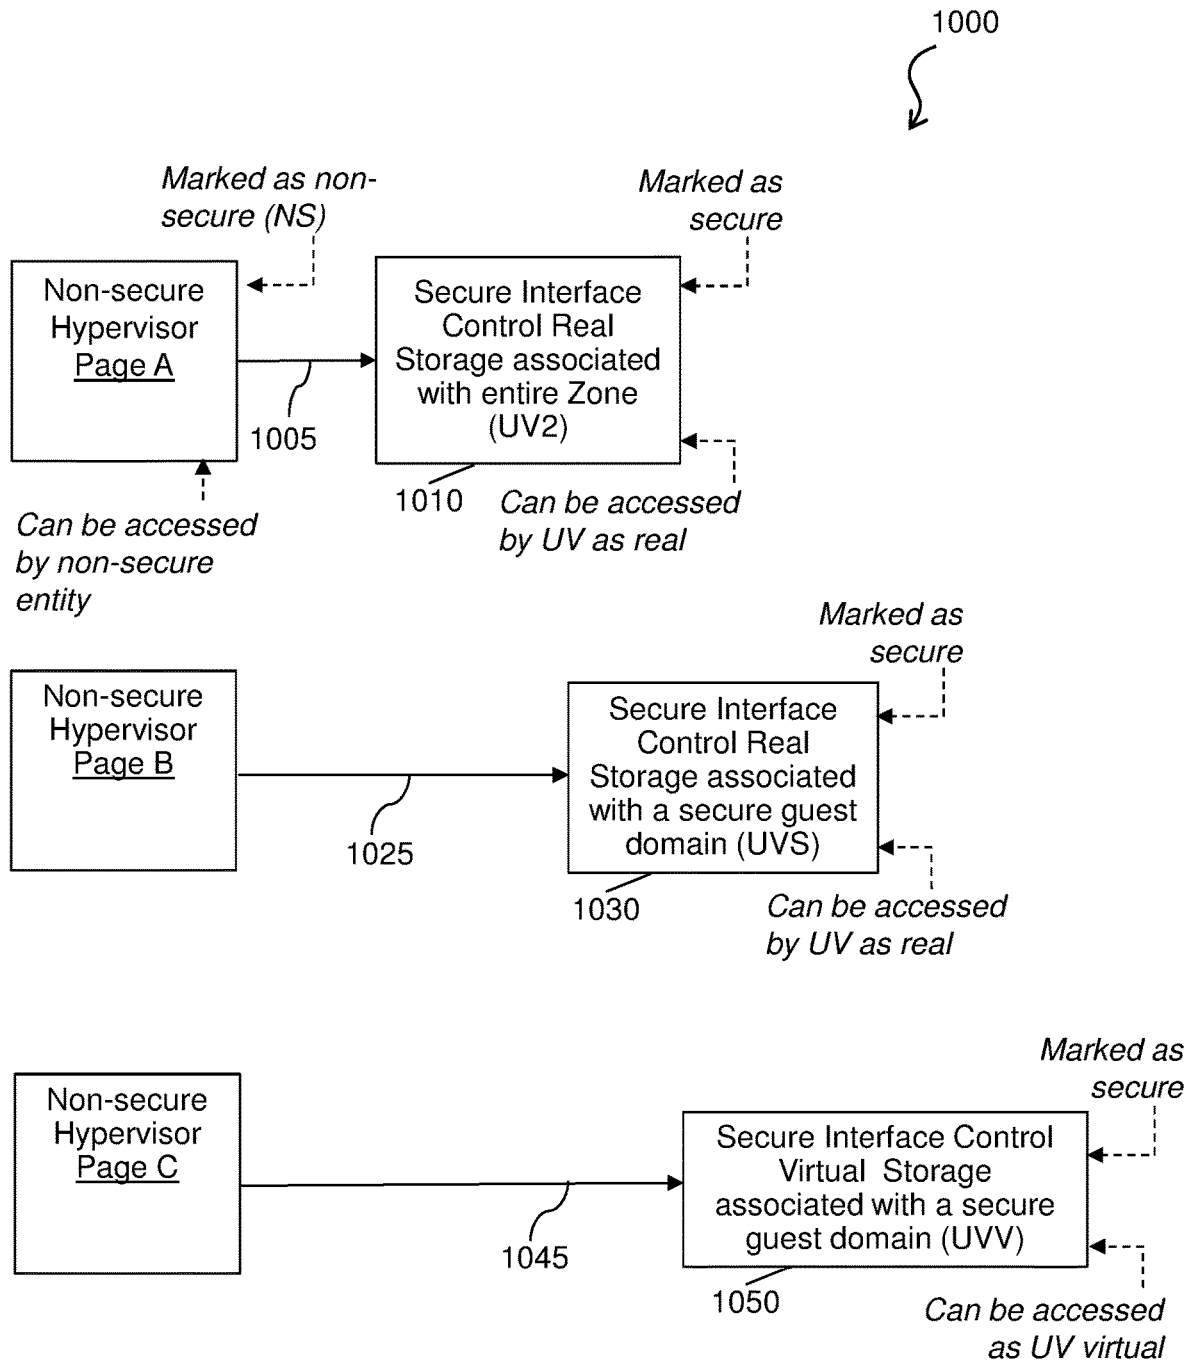 1000
Marked as non-
secure (NS)
Marked as
secure
Non-secure
Hypervisor
Page A
Secure Interface
Control Real
Storage associated
with entire Zone
(UV2)
1005
1010
Can be accessed
by UV as real
Can be accessed
by non-secure
entity
Marked as
secure
Non-secure
Hypervisor
Page B
Secure Interface
Control Real
Storage associated
with a secure guest
domain (UVS)
1025
1030
Can be accessed
by UV as real
Marked as
secure
Non-secure
Hypervisor
Page C
Secure Interface Control
Virtual  Storage
associated with a secure
guest domain (UVV)
1045
1050
Can be accessed
as UV virtual